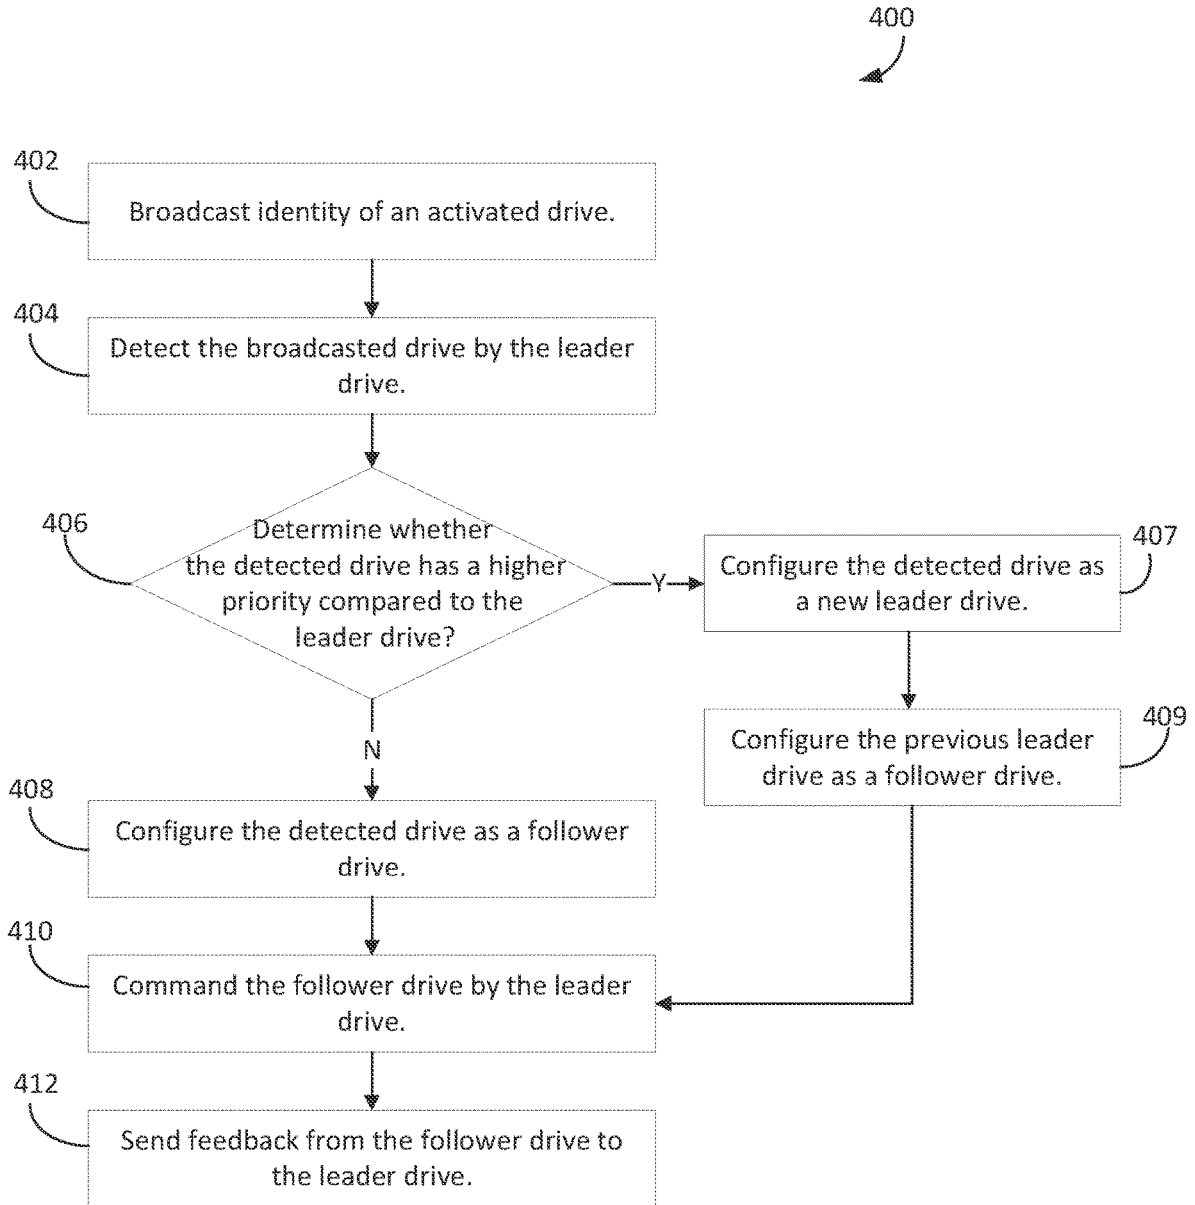 400
402
Broadcast identity of an activated drive.
404
Detect the broadcasted drive by the leader
drive.
406
Determine whether
the detected drive has a higher
priority compared to the
leader drive?
Y
407
Configure the detected drive as
a new leader drive.
N
409
Configure the previous leader
drive as a follower drive.
408
Configure the detected drive as a follower
drive.
410
Command the follower drive by the leader
drive.
412
Send feedback from the follower drive to
the leader drive.